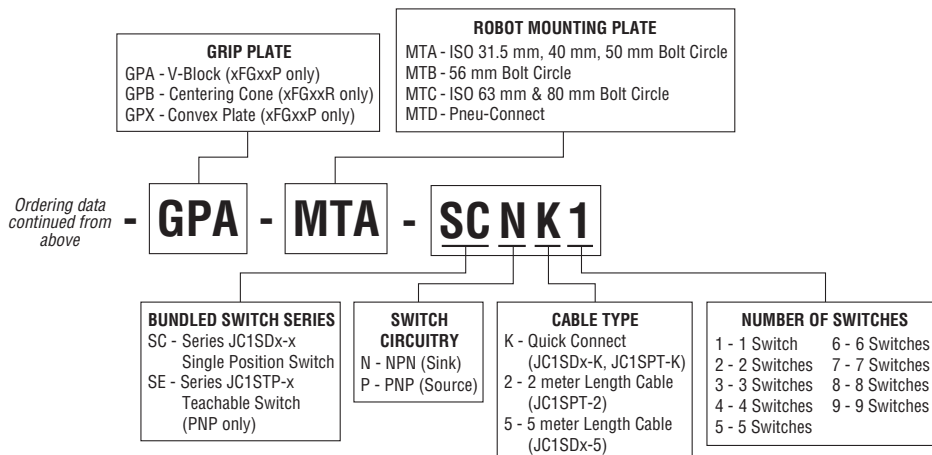 GRIP PLATE
GPA - V-Block (xFGxxP only)
GPB - Centering Cone (xFGxxR only)
GPX - Convex Plate (xFGxxP only)
ROBOT MOUNTING PLATE
MTA - ISO 31.5 mm, 40 mm, 50 mm Bolt Circle
MTB - 56 mm Bolt Circle
MTC - ISO 63 mm & 80 mm Bolt Circle
MTD - Pneu-Connect
Ordering data
continued from
above
- GPA - MTA - SCNK1
BUNDLED SWITCH SERIES
SC - Series JC1SDx-x
Single Position Switch
SE - Series JC1STP-x
Teachable Switch
(PNP only)
SWITCH
CIRCUITRY
N - NPN (Sink)
P - PNP (Source)
CABLE TYPE
K - Quick Connect
(JC1SDx-K, JC1SPT-K)
2 - 2 meter Length Cable
(JC1SPT-2)
5 - 5 meter Length Cable
(JC1SDx-5)
NUMBER OF SWITCHES
1 - 1 Switch
2 - 2 Switches
3 - 3 Switches
4 - 4 Switches
5 - 5 Switches
6 - 6 Switches
7 - 7 Switches
8 - 8 Switches
9 - 9 Switches